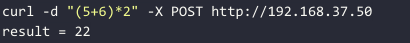 curl -d "(5+6)*2" -X POST http://192.168.37.50
result = 22